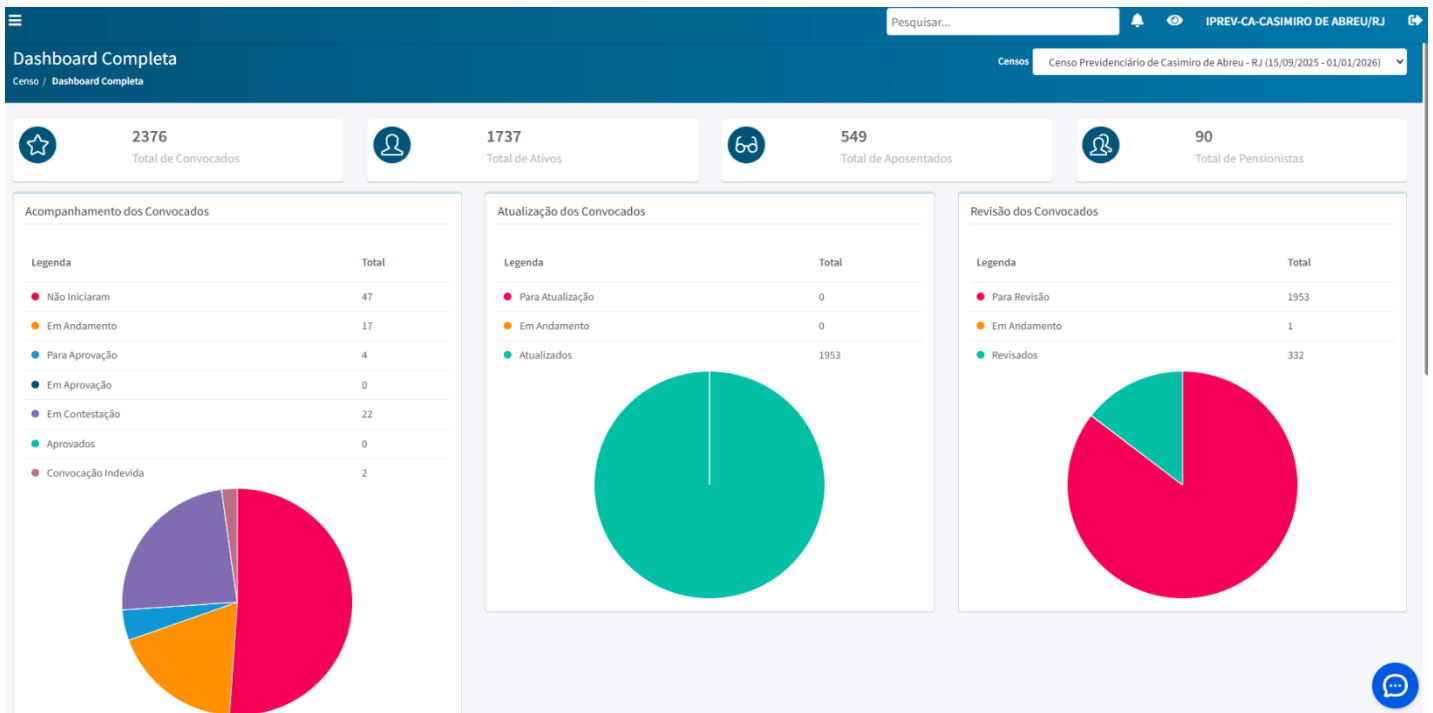 Pesquisar...
IPREV-CA-CASIMIRO DE ABREU/RJ
Dashboard Completa
Censo / Dashboard Completa
Censos
Censo Previdenciário de Casimiro de Abreu - RJ (15/09/2025 - 01/01/2026)
2376
Total de Convocados
1737
Total de Ativos
549
Total de Aposentados
90
Total de Pensionistas
Acompanhamento dos Convocados
Legenda Total
Não Iniciaram 47
Em Andamento 17
Para Aprovação 4
Em Aprovação 0
Em Contestação 22
Aprovados 0
Convocação Indevida 2
Atualização dos Convocados
Legenda Total
Para Atualização 0
Em Andamento 0
Atualizados 1953
Revisão dos Convocados
Legenda Total
Para Revisão 1953
Em Andamento 1
Revisados 332